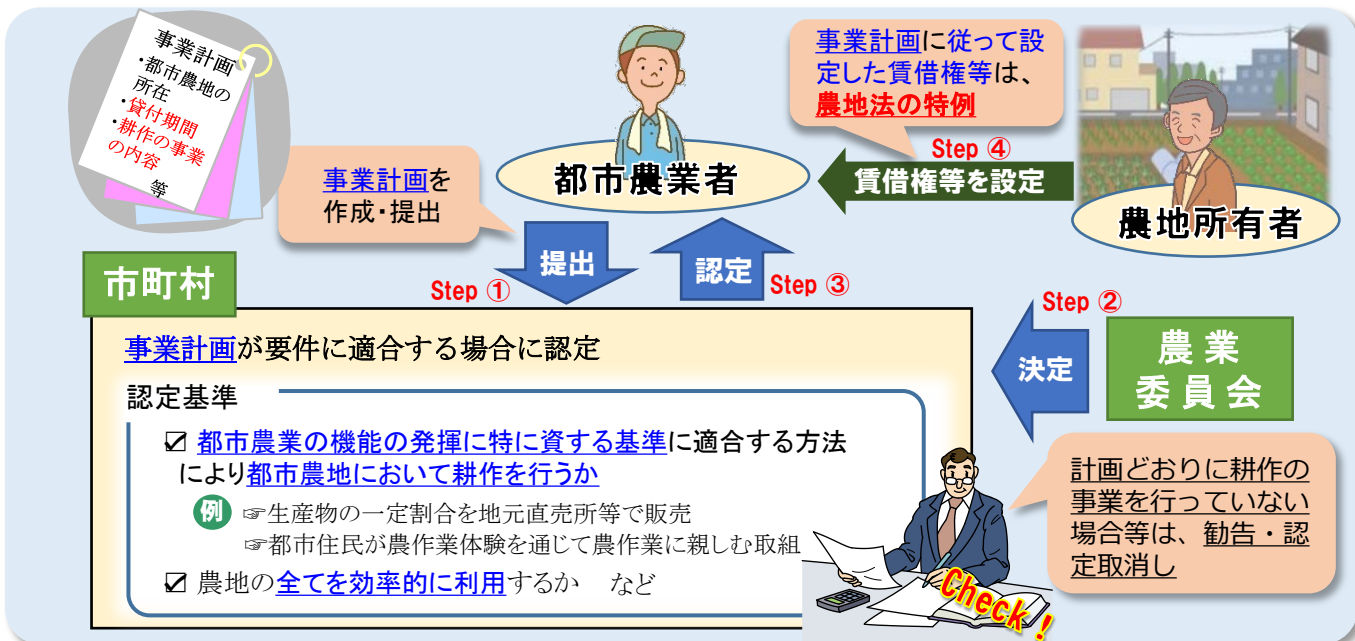 事業計画
・都市農地の
所在
・貸付期間
・耕作の事業
の内容
等
事業計画を
作成・提出
都市農業者
事業計画に従って設
定した賃借権等は、
農地法の特例
Step ④
賃借権等を設定
農地所有者
市町村
Step ①
提出
認定
Step ③
Step ②
決定
農業
委員会
事業計画が要件に適合する場合に認定
認定基準
☑ 都市農業の機能の発揮に特に資する基準に適合する方法
により都市農地において耕作を行うか
例 ☞生産物の一定割合を地元直売所等で販売
☞都市住民が農作業体験を通じて農作業に親しむ取組
☑ 農地の全てを効率的に利用するか など
Check!
計画どおりに耕作の
事業を行っていない
場合等は、勧告・認
定取消し